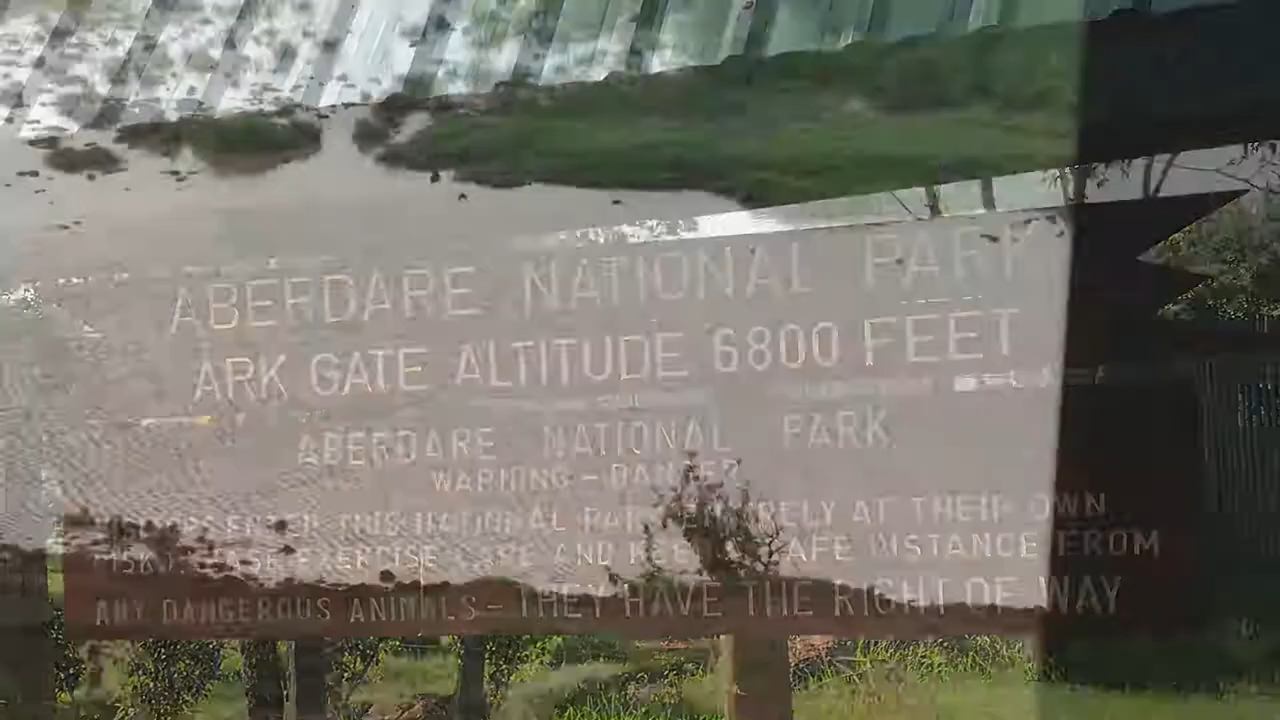 ABERDARE NATIONAL PARK
ARK GATE ALTITUDE 6800 FEET
ABERDARE NATIONAL PARK
WARNING - DANGER
THIS NATIONAL PARK ENTIRELY AT THEIR OWN
RISK PLEASE EXERCISE CARE AND KEEP SAFE DISTANCE FROM
ANY DANGEROUS ANIMALS - THEY HAVE THE RIGHT OF WAY